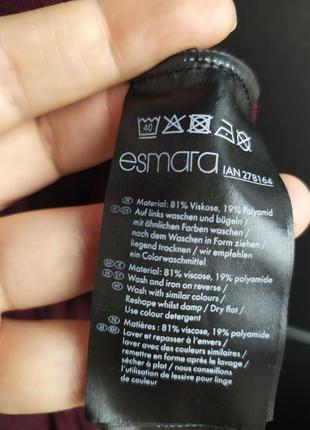 40
esmara IAN 278164
Material: 81% Viskose, 19% Polyamid
Auf links waschen und bügeln /
mit ähnlichen Farben waschen /
nach dem Waschen in Form ziehen /
liegend trocknen / wir empfehlen
ein Colorwaschmittel
Material: 81% viscose, 19% polyamide
Wash and iron on reverse /
Wash with similar colours /
Reshape whilst damp / Dry flat /
Use colour detergent
Matières : 81% viscose, 19% polyamide
Laver et repasser à l'envers /
laver avec des couleurs similaires /
remettre en forme après le lavage /
sécher à plat / nous conseillons
l'utilisation de lessive pour linge
de couleur